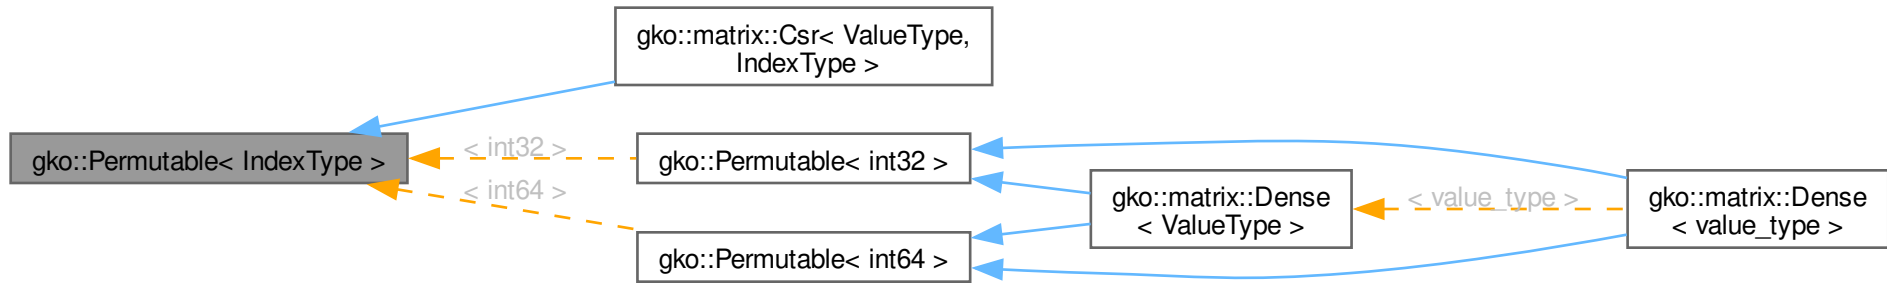 gko::matrix::Csr< ValueType,
IndexType >
gko::Permutable< IndexType >
< int32 >
< int64 >
gko::Permutable< int32 >
gko::Permutable< int64 >
gko::matrix::Dense
< ValueType >
< value_type >
gko::matrix::Dense
< value_type >